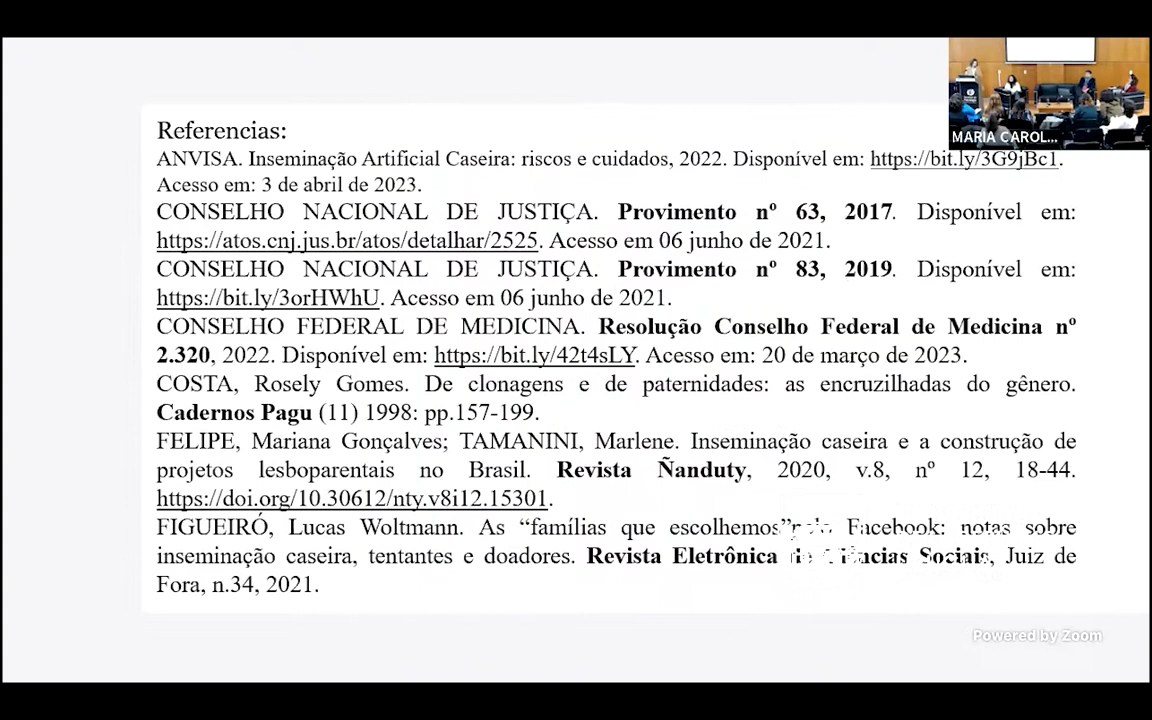 MARIA CAROL...
Referencias:
ANVISA. Inseminação Artificial Caseira: riscos e cuidados, 2022. Disponível em: https://bit.ly/3G9jBc1.
Acesso em: 3 de abril de 2023.
CONSELHO NACIONAL DE JUSTIÇA. Provimento nº 63, 2017. Disponível em:
https://atos.cnj.jus.br/atos/detalhar/2525. Acesso em 06 junho de 2021.
CONSELHO NACIONAL DE JUSTIÇA. Provimento nº 83, 2019. Disponível em:
https://bit.ly/3orHWhU. Acesso em 06 junho de 2021.
CONSELHO FEDERAL DE MEDICINA. Resolução Conselho Federal de Medicina nº
2.320, 2022. Disponível em: https://bit.ly/42t4sLY. Acesso em: 20 de março de 2023.
COSTA, Rosely Gomes. De clonagens e de paternidades: as encruzilhadas do gênero.
Cadernos Pagu (11) 1998: pp.157-199.
FELIPE, Mariana Gonçalves; TAMANINI, Marlene. Inseminação caseira e a construção de
projetos lesboparentais no Brasil. Revista Ñanduty, 2020, v.8, nº 12, 18-44.
https://doi.org/10.30612/nty.v8i12.15301.
FIGUEIRÓ, Lucas Woltmann. As “famílias que escolhemos” Facebook: notas sobre
inseminação caseira, tentantes e doadores. Revista Eletrônica Ciências Sociais, Juiz de
Fora, n.34, 2021.
Powered by Zoom